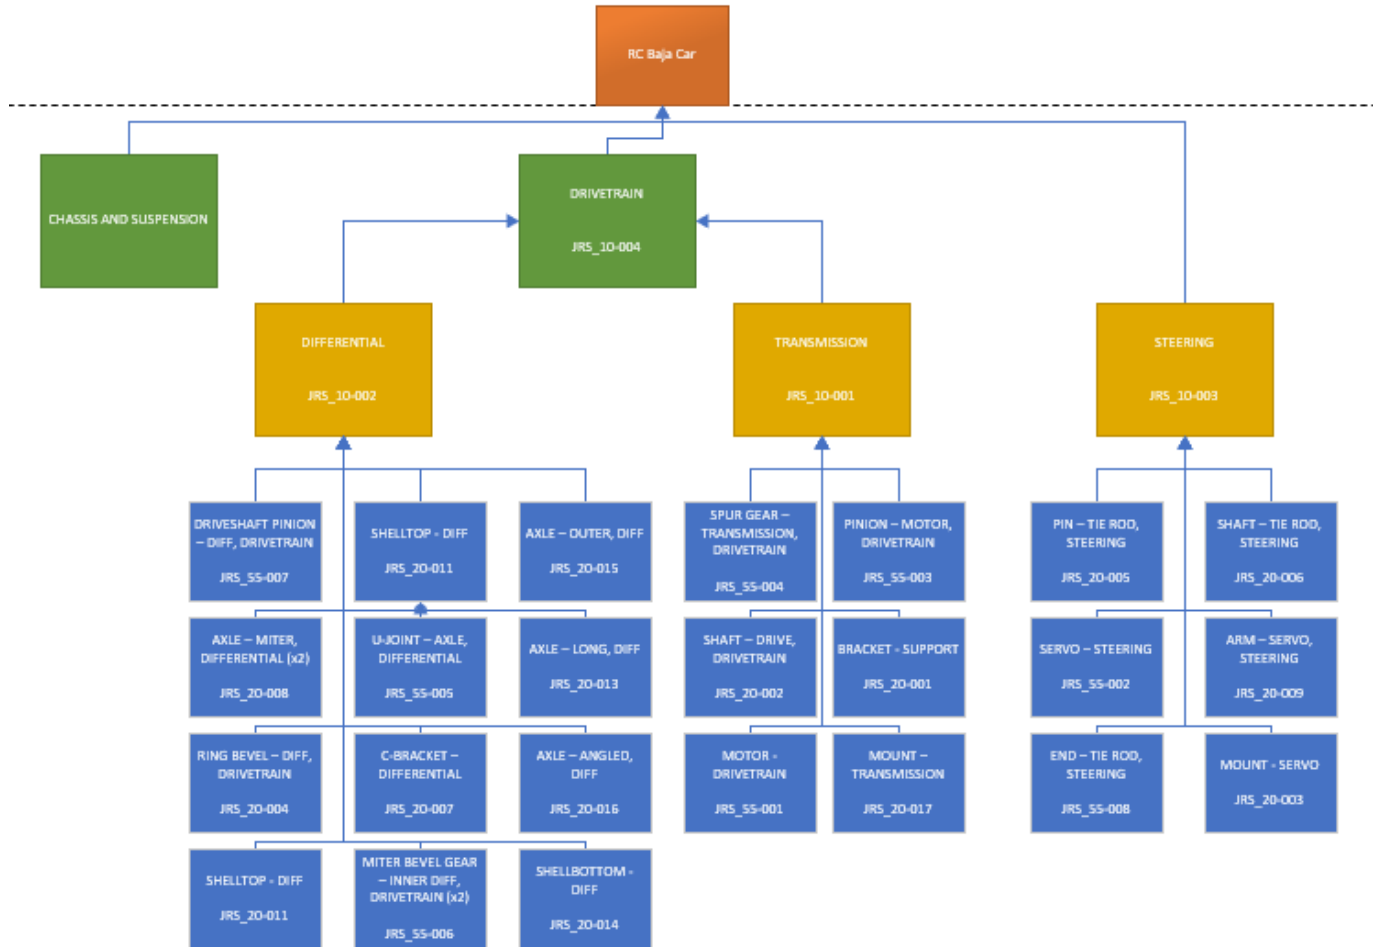 RC Baja Car
CHASSIS AND SUSPENSION
DRIVETRAIN
JRS_10-004
DIFFERENTIAL
JRS_10-002
TRANSMISSION
JRS_10-001
STEERING
JRS_10-003
DRIVESHAFT PINION
– DIFF, DRIVETRAIN
JRS_55-007
SHELLTOP - DIFF
JRS_20-011
AXLE – OUTER, DIFF
JRS_20-015
SPUR GEAR –
TRANSMISSION,
DRIVETRAIN
JRS_55-004
PINION – MOTOR,
DRIVETRAIN
JRS_55-003
PIN – TIE ROD,
STEERING
JRS_20-005
SHAFT – TIE ROD,
STEERING
JRS_20-006
AXLE – MITER,
DIFFERENTIAL (x2)
JRS_20-008
U-JOINT – AXLE,
DIFFERENTIAL
JRS_55-005
AXLE – LONG, DIFF
JRS_20-013
SHAFT – DRIVE,
DRIVETRAIN
JRS_20-002
BRACKET - SUPPORT
JRS_20-001
SERVO – STEERING
JRS_55-002
ARM – SERVO,
STEERING
JRS_20-009
RING BEVEL – DIFF,
DRIVETRAIN
JRS_20-004
C-BRACKET –
DIFFERENTIAL
JRS_20-007
AXLE – ANGLED,
DIFF
JRS_20-016
MOTOR -
DRIVETRAIN
JRS_55-001
MOUNT –
TRANSMISSION
JRS_20-017
END – TIE ROD,
STEERING
JRS_55-008
MOUNT - SERVO
JRS_20-003
SHELLTOP - DIFF
JRS_20-011
MITER BEVEL GEAR
– INNER DIFF,
DRIVETRAIN (x2)
JRS_55-006
SHELLBOTTOM -
DIFF
JRS_20-014